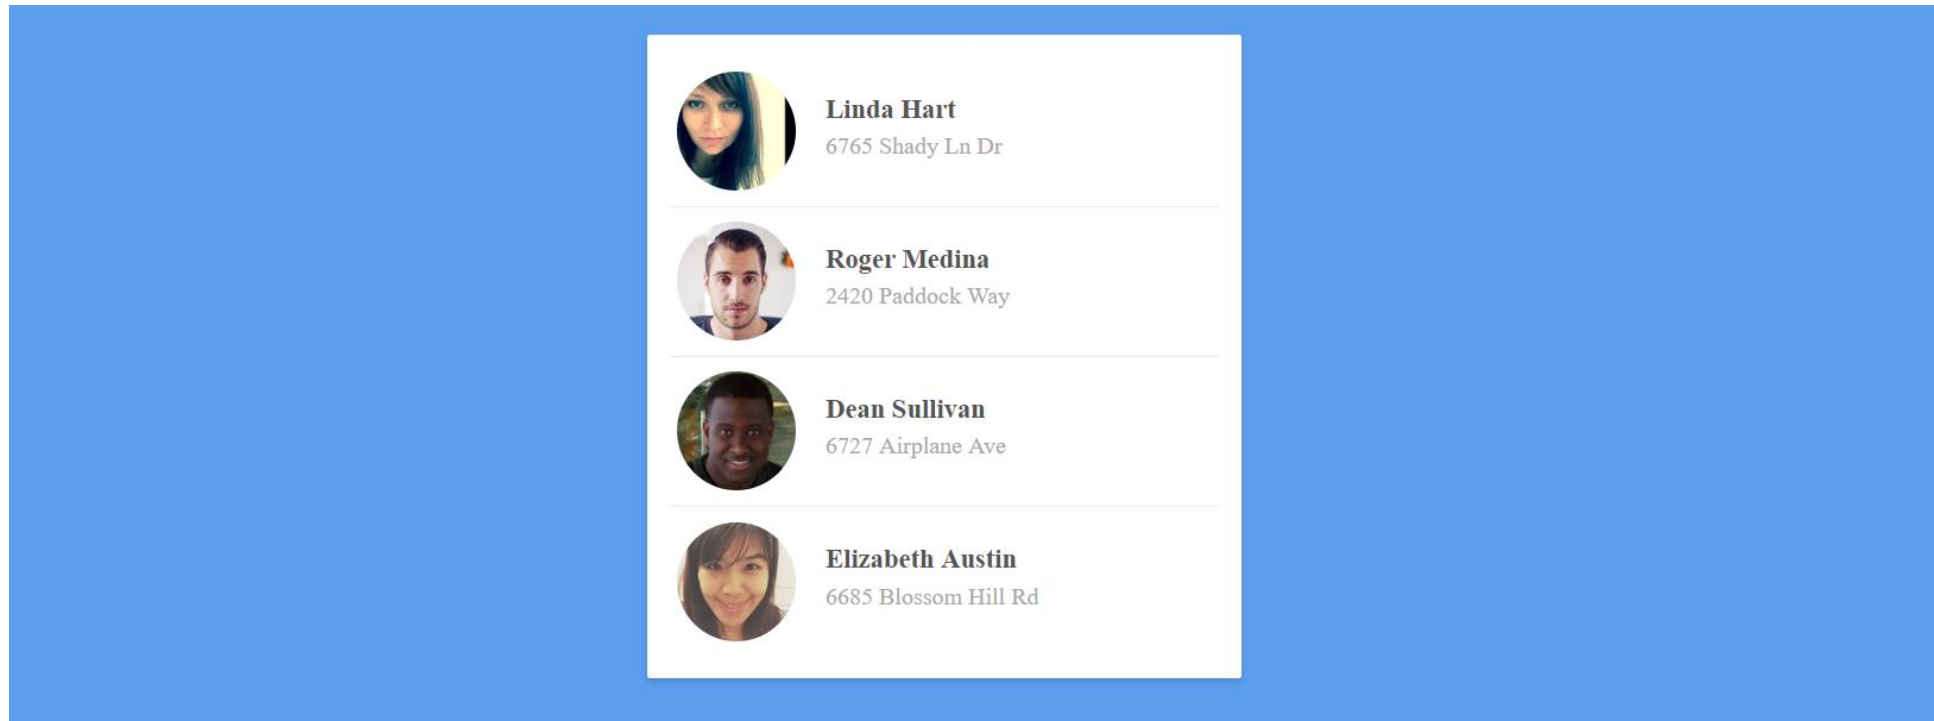 Linda Hart
6765 Shady Ln Dr
Roger Medina
2420 Paddock Way
Dean Sullivan
6727 Airplane Ave
Elizabeth Austin
6685 Blossom Hill Rd